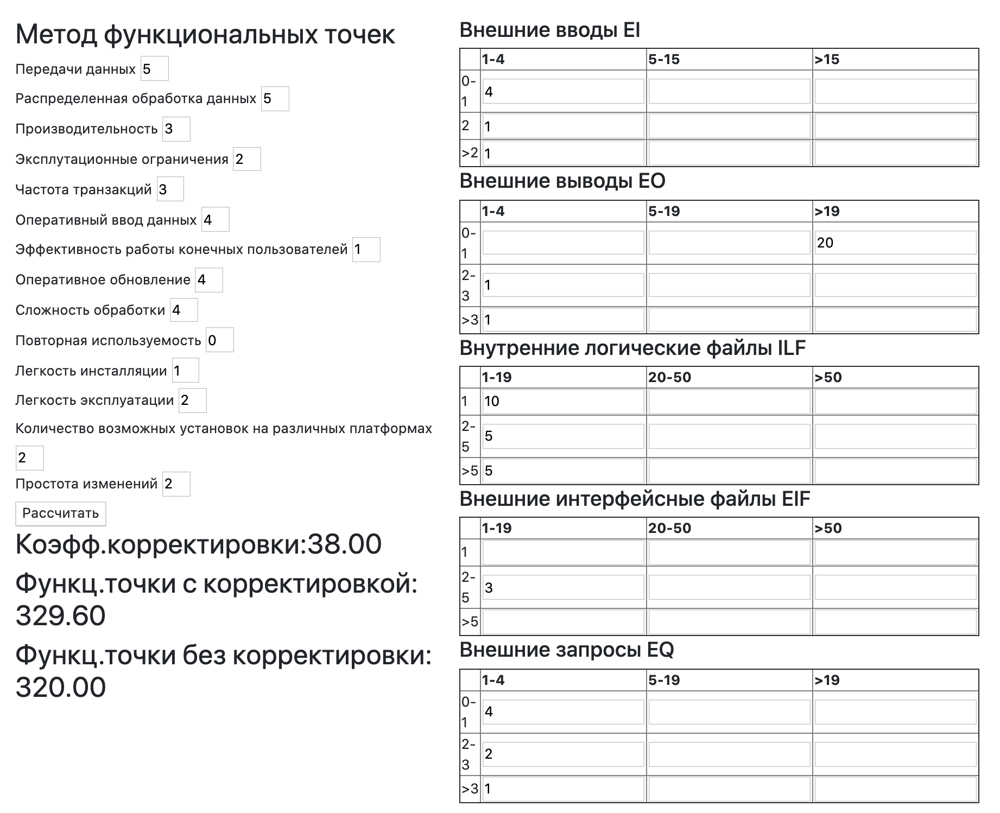 Метод функциональных точек
Передачи данных 5
Распределенная обработка данных 5
Производительность 3
Эксплутационные ограничения 2
Частота транзакций 3
Оперативный ввод данных 4
Эффективность работы конечных пользователей 1
Оперативное обновление 4
Сложность обработки 4
Повторная используемость 0
Легкость инсталляции 1
Легкость эксплуатации 2
Количество возможных установок на различных платформах
2
Простота изменений 2
Рассчитать
Коэфф.корректировки:38.00
Функц.точки с корректировкой:
329.60
Функц.точки без корректировки:
320.00
Внешние вводы EI
1-4 5-15 >15
0-
1 4
2 1
>2 1
Внешние выводы EO
1-4 5-19 >19
0-
1 20
2-
3 1
>3 1
Внутренние логические файлы ILF
1-19 20-50 >50
1 10
2-
5 5
>5 5
Внешние интерфейсные файлы EIF
1-19 20-50 >50
1
2-
5 3
>5
Внешние запросы EQ
1-4 5-19 >19
0-
1 4
2-
3 2
>3 1